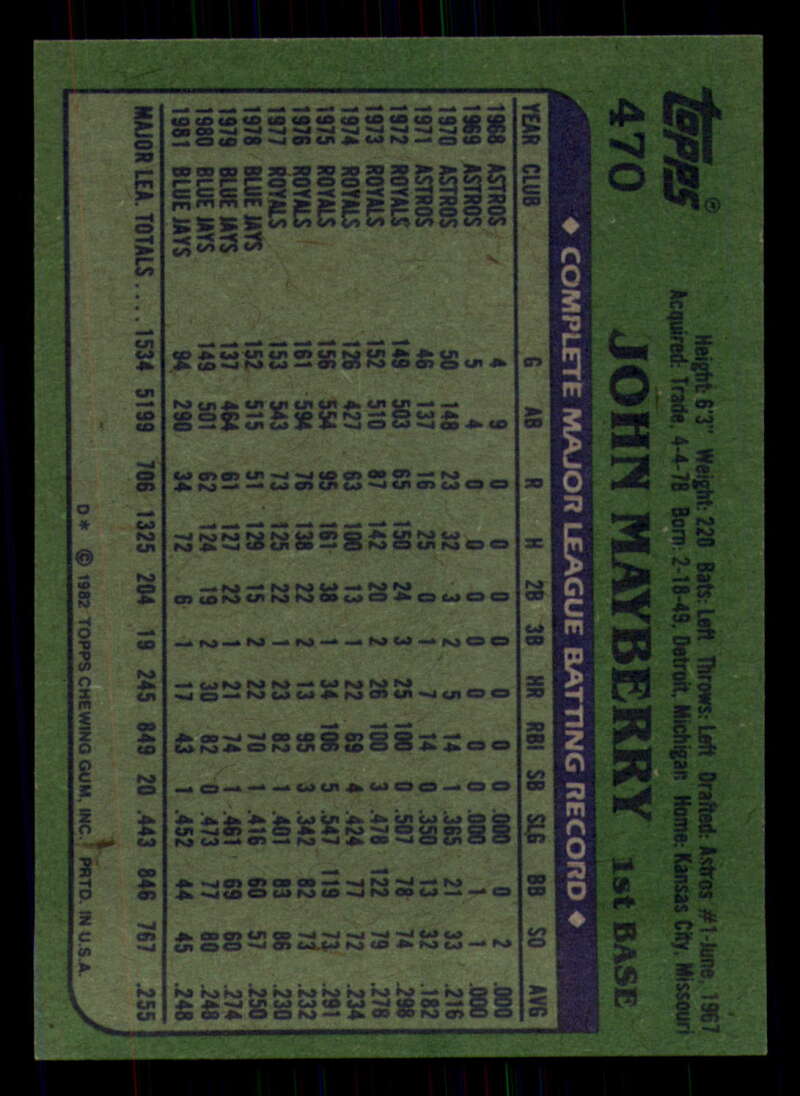 topps®
470
Height: 6'3" Weight: 220 Bats: Left Throws: Left Drafted: Astros #1-June, 1967
Acquired: Trade, 4-4-78 Born: 2-18-49, Detroit, Michigan Home: Kansas City, Missouri
JOHN MAYBERRY 1st BASE
◆ COMPLETE MAJOR LEAGUE BATTING RECORD ◆
YEAR CLUB G AB R H 2B 3B HR RBI SB SLG BB SO AVG
1968 ASTROS 4 9 0 0 0 0 0 0 0 .000 0 2 .000
1969 ASTROS 5 4 0 0 0 0 0 0 0 .000 1 1 .000
1970 ASTROS 50 148 23 32 3 2 5 14 1 .365 21 33 .216
1971 ASTROS 46 137 16 25 0 1 7 14 0 .350 13 32 .182
1972 ROYALS 149 503 65 150 24 3 25 100 0 .507 78 74 .298
1973 ROYALS 152 510 87 142 20 2 26 100 3 .478 122 79 .278
1974 ROYALS 126 427 63 100 13 1 22 69 4 .424 77 72 .234
1975 ROYALS 156 554 95 161 38 1 34 106 5 .547 119 73 .291
1976 ROYALS 161 594 76 138 22 2 13 95 3 .342 82 73 .232
1977 ROYALS 153 543 73 125 22 1 23 82 1 .401 83 86 .230
1978 BLUE JAYS 152 515 51 129 15 2 22 70 1 .416 60 57 .250
1979 BLUE JAYS 137 464 61 127 22 1 21 74 1 .461 69 60 .274
1980 BLUE JAYS 149 501 62 124 19 2 30 82 0 .473 77 80 .248
1981 BLUE JAYS 94 290 34 72 6 1 17 43 1 .452 44 45 .248
MAJOR LEA. TOTALS .... 1534 5199 706 1325 204 19 245 849 20 .443 846 767 .255
D* © 1982 TOPPS CHEWING GUM, INC. PRTD. IN U.S.A.